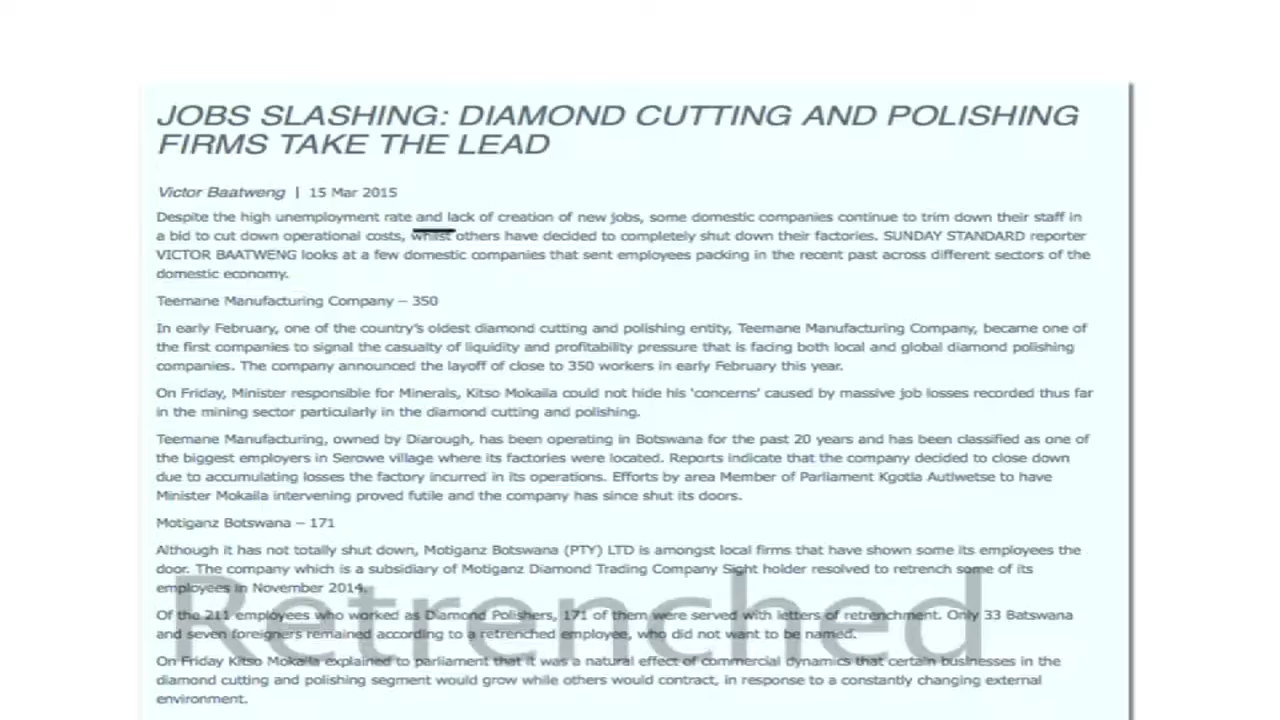 JOBS SLASHING: DIAMOND CUTTING AND POLISHING
FIRMS TAKE THE LEAD
Victor Baatweng | 15 Mar 2015
Despite the high unemployment rate and lack of creation of new jobs, some domestic companies continue to trim down their staff in
a bid to cut down operational costs, whilst others have decided to completely shut down their factories. SUNDAY STANDARD reporter
VICTOR BAATWENG looks at a few domestic companies that sent employees packing in the recent past across different sectors of the
domestic economy.
Teemane Manufacturing Company – 350
In early February, one of the country's oldest diamond cutting and polishing entity, Teemane Manufacturing Company, became one of
the first companies to signal the casualty of liquidity and profitability pressure that is facing both local and global diamond polishing
companies. The company announced the layoff of close to 350 workers in early February this year.
On Friday, Minister responsible for Minerals, Kitso Mokaila could not hide his 'concerns' caused by massive job losses recorded thus far
in the mining sector particularly in the diamond cutting and polishing.
Teemane Manufacturing, owned by Diarough, has been operating in Botswana for the past 20 years and has been classified as one of
the biggest employers in Serowe village where its factories were located. Reports indicate that the company decided to close down
due to accumulating losses the factory incurred in its operations. Efforts by area Member of Parliament Kgotla Autlwetse to have
Minister Mokaila intervening proved futile and the company has since shut its doors.
Motiganz Botswana – 171
Although it has not totally shut down, Motiganz Botswana (PTY) LTD is amongst local firms that have shown some its employees the
door. The company which is a subsidiary of Motiganz Diamond Trading Company Sight holder resolved to retrench some of its
employees in November 2014.
Retrenched
Of the 211 employees who worked as Diamond Polishers, 171 of them were served with letters of retrenchment. Only 33 Batswana
and seven foreigners remained according to a retrenched employee, who did not want to be named.
On Friday Kitso Mokaila explained to parliament that it was a natural effect of commercial dynamics that certain businesses in the
diamond cutting and polishing segment would grow while others would contract, in response to a constantly changing external
environment.